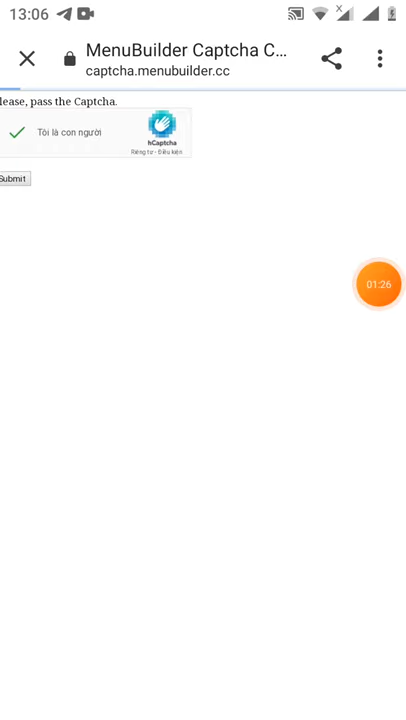 13:06
MenuBuilder Captcha C...
captcha.menubuilder.cc
lease, pass the Captcha.
Tôi là con người
hCaptcha
Riêng tư - Điều kiện
Submit
01:26